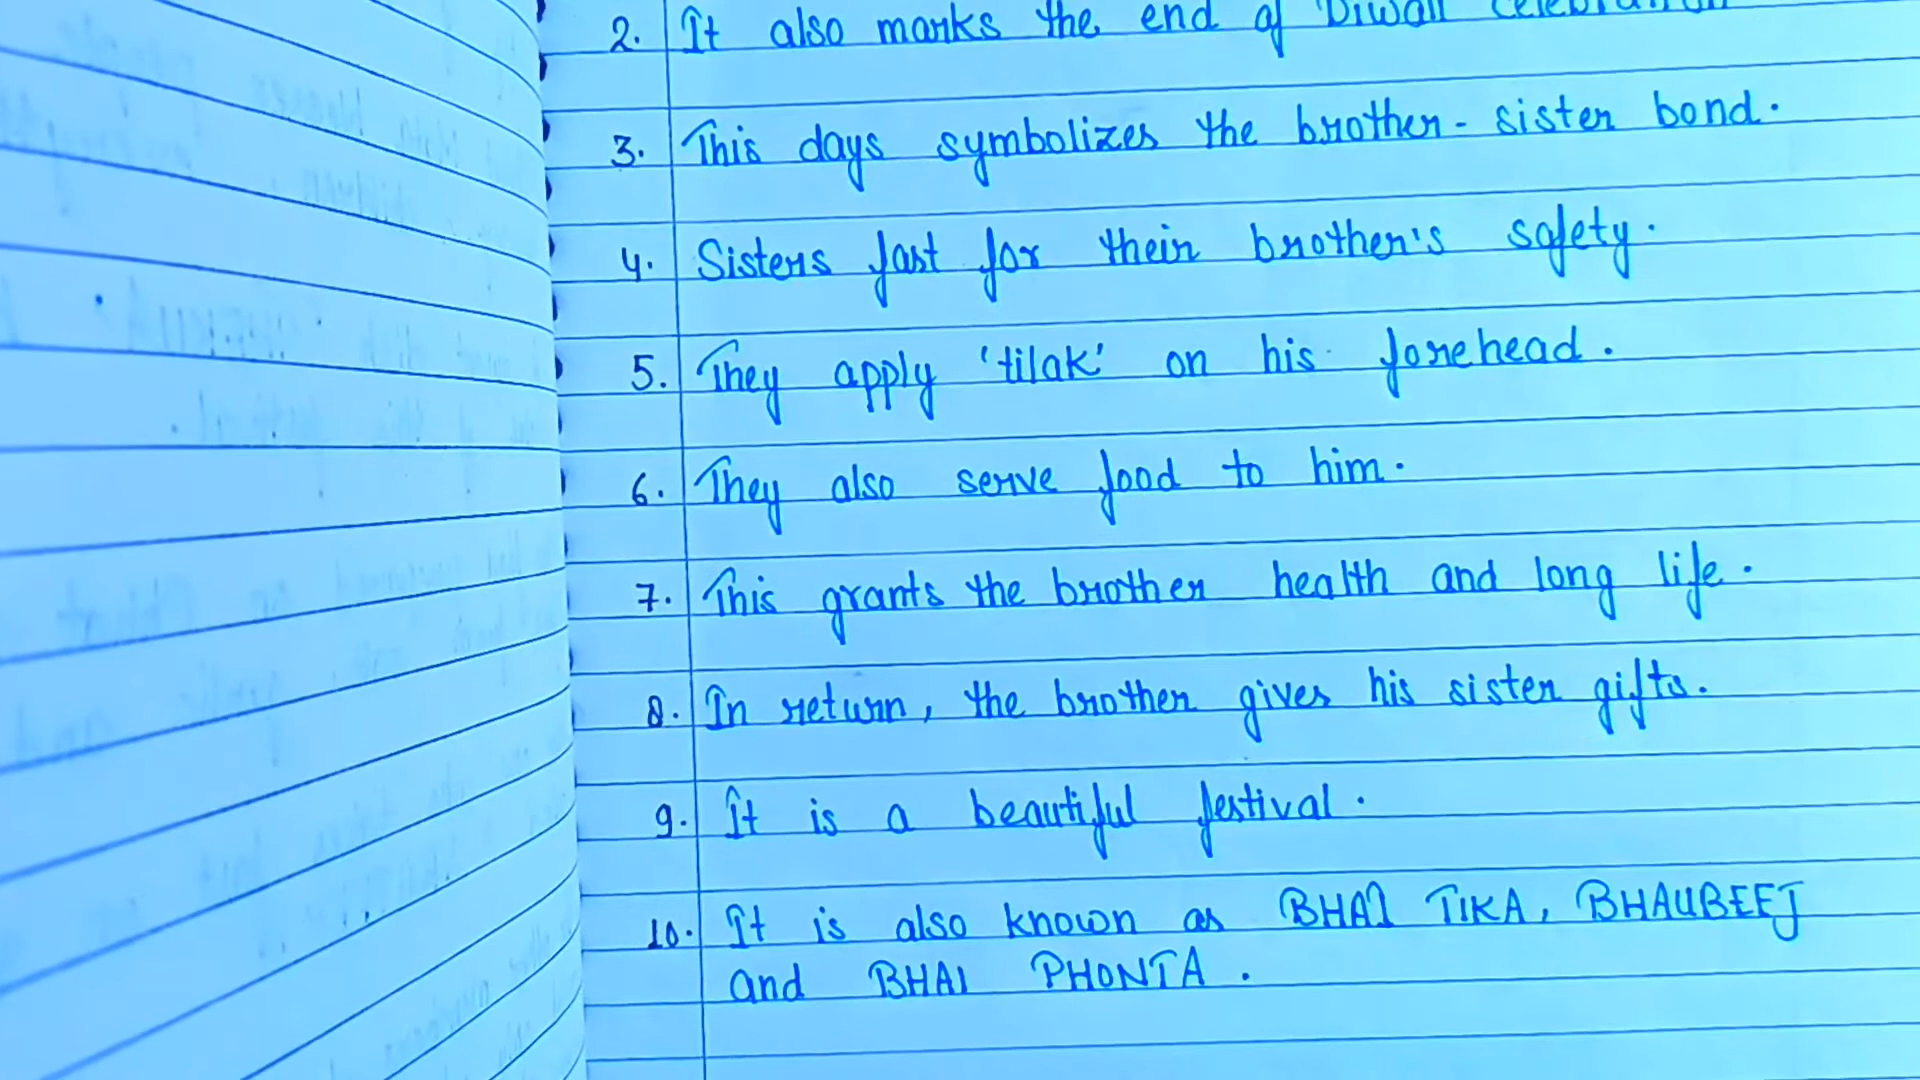 2. It also marks the end of Diwali celebration
3. This days symbolizes the brother-sister bond.
4. Sisters fast for their brother's safety.
5. They apply 'tilak' on his forehead.
6. They also serve food to him.
7. This grants the brother health and long life.
8. In return, the brother gives his sister gifts.
9. It is a beautiful festival.
10. It is also known as BHAI TIKA, BHAUBEEJ
and BHAI PHONTA.